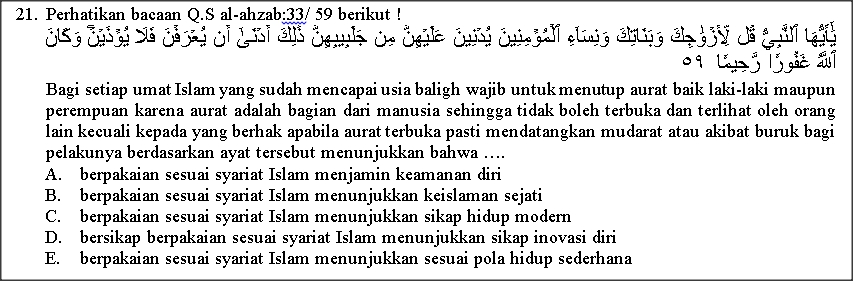 21. Perhatikan bacaan Q.S al-ahzab:33/ 59 berikut !
يَٰٓأَيُّهَا ٱلنَّبِيُّ قُل لِّأَزۡوَٰجِكَ وَبَنَاتِكَ وَنِسَآءِ ٱلۡمُؤۡمِنِينَ يُدۡنِينَ عَلَيۡهِنَّ مِن جَلَٰبِيبِهِنَّۚ ذَٰلِكَ أَدۡنَىٰٓ أَن يُعۡرَفۡنَ فَلَا يُؤۡذَيۡنَۗ وَكَانَ
ٱللَّهُ غَفُورٗا رَّحِيمٗا ٥٩
Bagi setiap umat Islam yang sudah mencapai usia baligh wajib untuk menutup aurat baik laki-laki maupun
perempuan karena aurat adalah bagian dari manusia sehingga tidak boleh terbuka dan terlihat oleh orang
lain kecuali kepada yang berhak apabila aurat terbuka pasti mendatangkan mudarat atau akibat buruk bagi
pelakunya berdasarkan ayat tersebut menunjukkan bahwa ….
A. berpakaian sesuai syariat Islam menjamin keamanan diri
B. berpakaian sesuai syariat Islam menunjukkan keislaman sejati
C. berpakaian sesuai syariat Islam menunjukkan sikap hidup modern
D. bersikap berpakaian sesuai syariat Islam menunjukkan sikap inovasi diri
E. berpakaian sesuai syariat Islam menunjukkan sesuai pola hidup sederhana